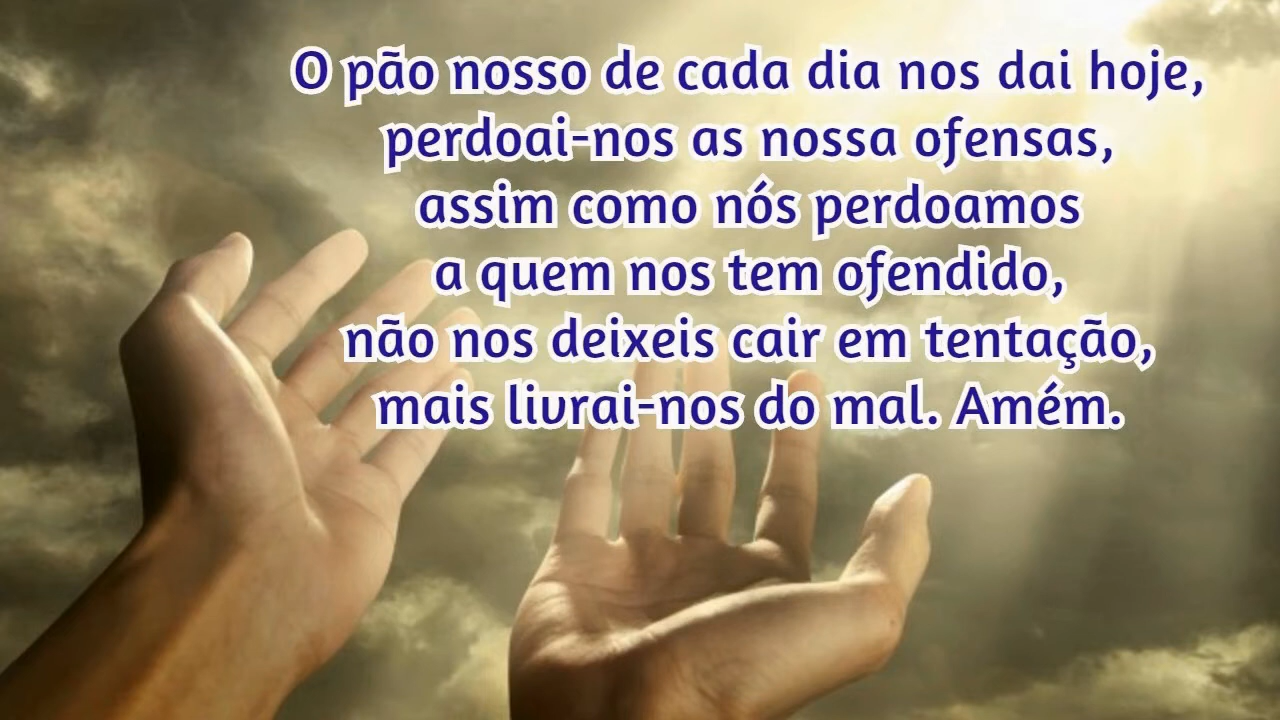 O pão nosso de cada dia nos dai hoje,
perdoai-nos as nossa ofensas,
assim como nós perdoamos
a quem nos tem ofendido,
não nos deixeis cair em tentação,
mais livrai-nos do mal. Amém.